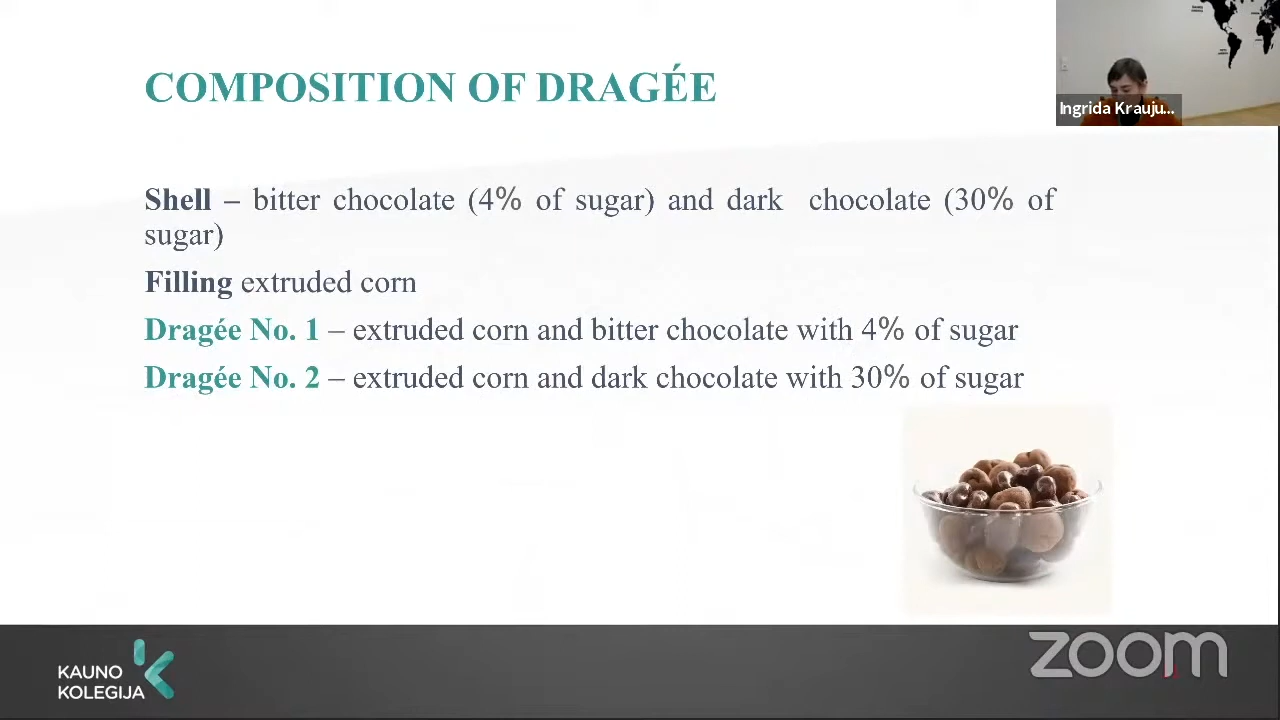 COMPOSITION OF DRAGÉE
Ingrida Krauju...
Shell – bitter chocolate (4% of sugar) and dark chocolate (30% of
sugar)
Filling extruded corn
Dragée No. 1 – extruded corn and bitter chocolate with 4% of sugar
Dragée No. 2 – extruded corn and dark chocolate with 30% of sugar
KAUNO
KOLEGIJA
zoom